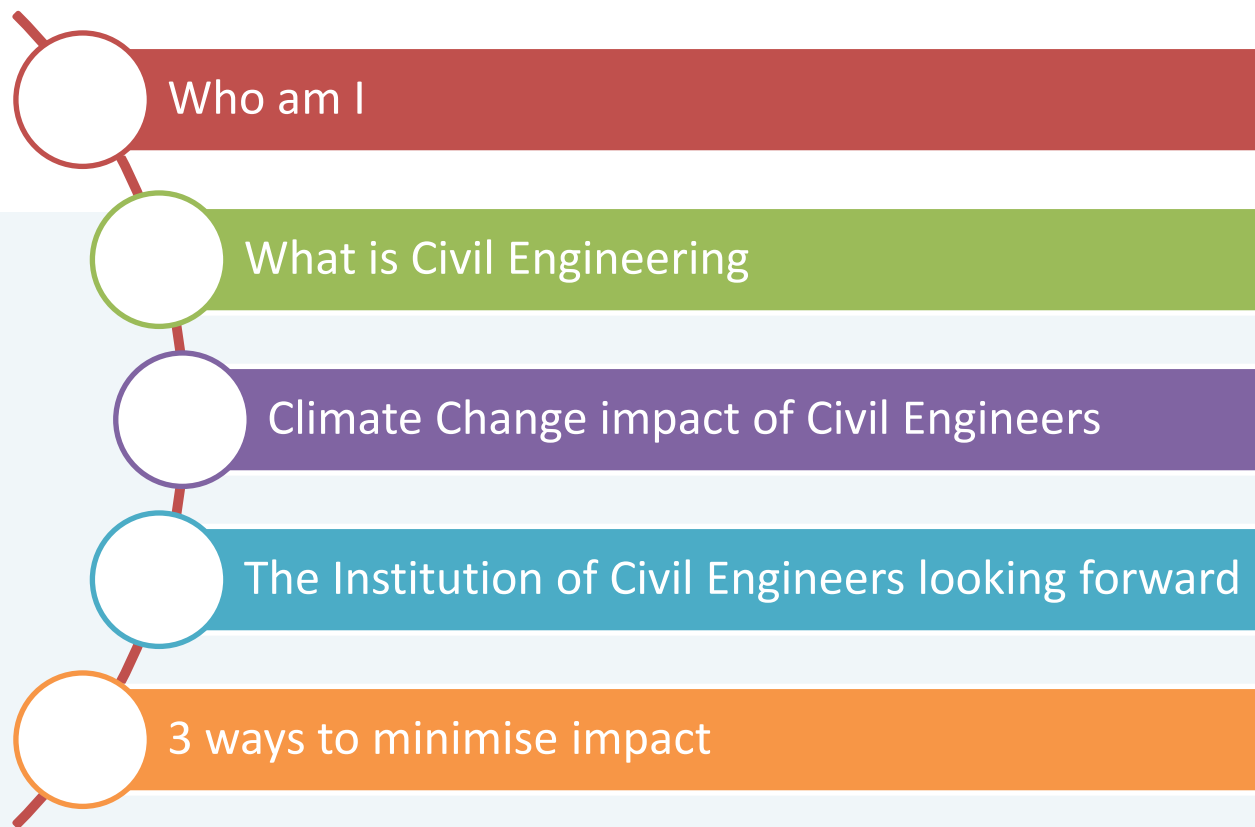 Who am I
What is Civil Engineering
Climate Change impact of Civil Engineers
The Institution of Civil Engineers looking forward
3 ways to minimise impact